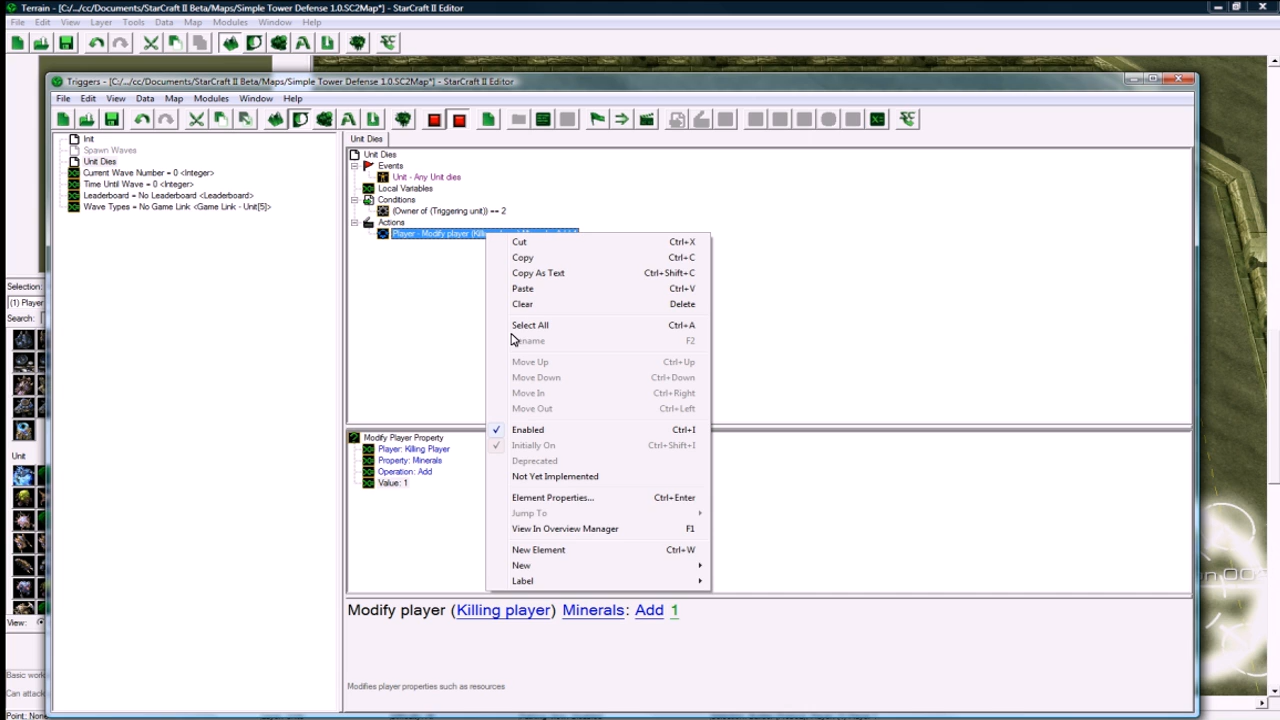 Terrain - [C:/.../cc/Documents/StarCraft II Beta/Maps/Simple Tower Defense 1.0.SC2Map*] - StarCraft II Editor
File Edit View Layer Tools Data Map Modules Window Help
Triggers - [C:/.../cc/Documents/StarCraft II Beta/Maps/Simple Tower Defense 1.0.SC2Map*] - StarCraft II Editor
File Edit View Data Map Modules Window Help
Init
Spawn Waves
Unit Dies
Current Wave Number = 0 <Integer>
Time Until Wave = 0 <Integer>
Leaderboard = No Leaderboard <Leaderboard>
Wave Types = No Game Link <Game Link - Unit[5]>
Unit Dies
Unit Dies
Events
Unit - Any Unit dies
Local Variables
Conditions
(Owner of (Triggering unit)) == 2
Actions
Player - Modify player
Cut Ctrl+X
Copy Ctrl+C
Copy As Text Ctrl+Shift+C
Paste Ctrl+V
Clear Delete
Select All Ctrl+A
ename F2
Move Up Ctrl+Up
Move Down Ctrl+Down
Move In Ctrl+Right
Move Out Ctrl+Left
Enabled Ctrl+I
Initially On Ctrl+Shift+I
Deprecated
Not Yet Implemented
Element Properties... Ctrl+Enter
Jump To
View In Overview Manager F1
New Element Ctrl+W
New
Label
Modify Player Property
Player: Killing Player
Property: Minerals
Operation: Add
Value: 1
Modify player (Killing player) Minerals: Add 1
Modifies player properties such as resources
Selection:
(1) Player
Search:
Unit
View:
Basic work
Can attack
Point: None